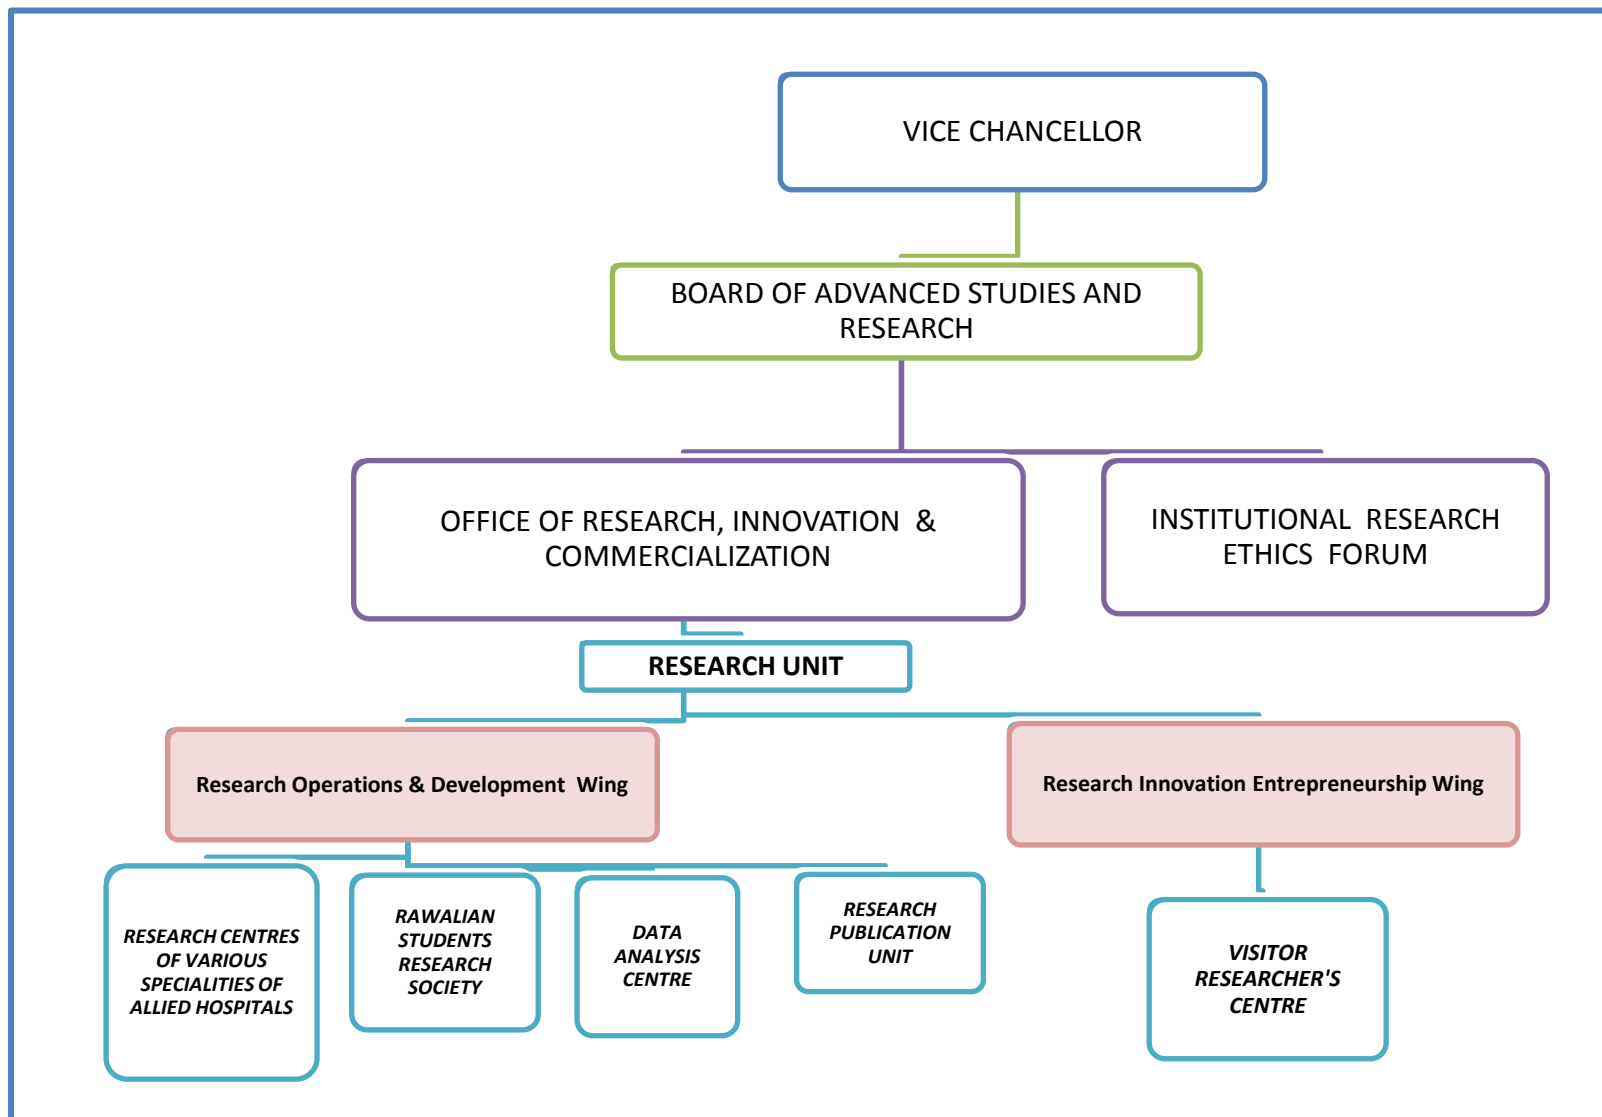 VICE CHANCELLOR
BOARD OF ADVANCED STUDIES AND
RESEARCH
OFFICE OF RESEARCH, INNOVATION &
COMMERCIALIZATION
INSTITUTIONAL RESEARCH
ETHICS FORUM
RESEARCH UNIT
Research Operations & Development Wing
Research Innovation Entrepreneurship Wing
RESEARCH CENTRES
OF VARIOUS
SPECIALITIES OF
ALLIED HOSPITALS
RAWALIAN
STUDENTS
RESEARCH
SOCIETY
DATA
ANALYSIS
CENTRE
RESEARCH
PUBLICATION
UNIT
VISITOR
RESEARCHER'S
CENTRE